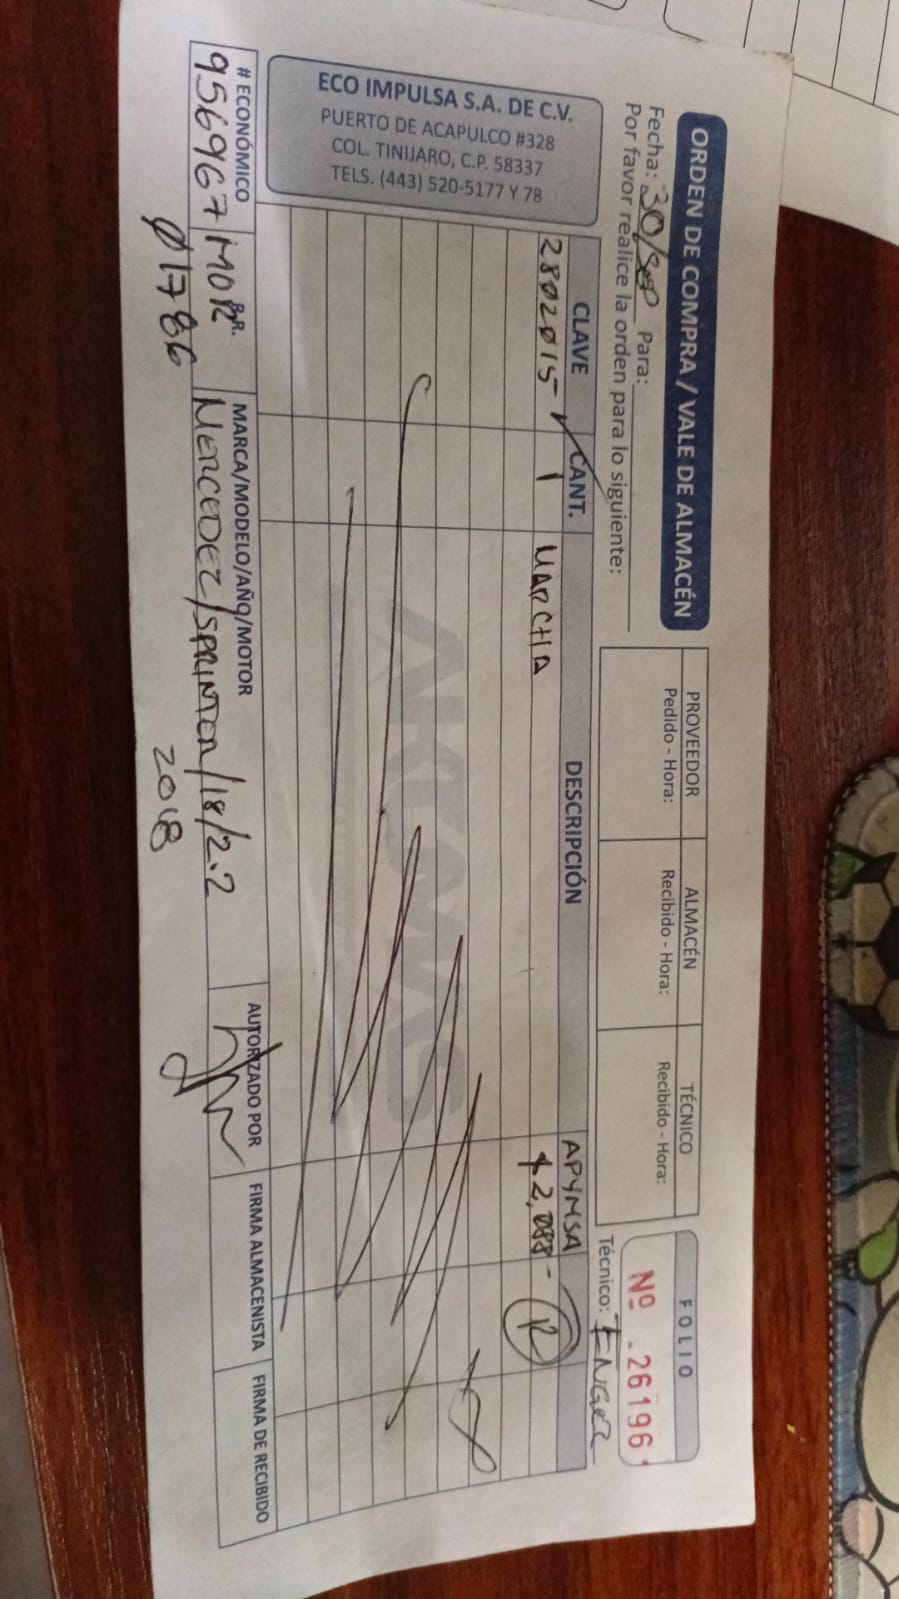 ORDEN DE COMPRA / VALE DE ALMACÉN
Fecha: 30/SEP Para:
Por favor realice la orden para lo siguiente:
PROVEEDOR ALMACÉN TÉCNICO
Pedido - Hora: Recibido - Hora: Recibido - Hora:
FOLIO
Nº 26196
Técnico:
ECO IMPULSA S.A. DE C.V.
PUERTO DE ACAPULCO #328
COL. TINIJARO, C.P. 58337
TELS. (443) 520-5177 Y 78
CLAVE CANT. DESCRIPCIÓN APYMSA
2802015 1 MARCHA $2,088- R
AKUMAS
# ECONÓMICO B.R. MARCA/MODELO/AÑO/MOTOR AUTORIZADO POR FIRMA ALMACENISTA FIRMA DE RECIBIDO
956967 MOR MERCEDEZ/SPRINTER/18/2.2
01786 2018